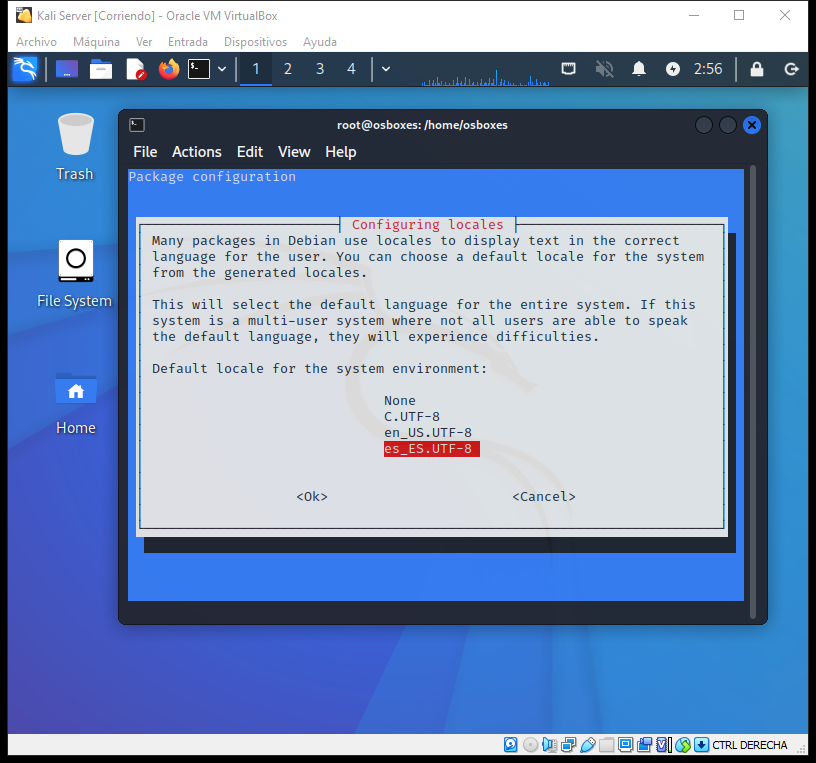 Kali Server [Corriendo] - Oracle VM VirtualBox
Archivo Máquina Ver Entrada Dispositivos Ayuda
1 2 3 4 2:56
root@osboxes: /home/osboxes
File Actions Edit View Help
Trash
File System
Home
Package configuration
Configuring locales
Many packages in Debian use locales to display text in the correct
language for the user. You can choose a default locale for the system
from the generated locales.
This will select the default language for the entire system. If this
system is a multi-user system where not all users are able to speak
the default language, they will experience difficulties.
Default locale for the system environment:
None
C.UTF-8
en_US.UTF-8
es_ES.UTF-8
<Ok> <Cancel>
CTRL DERECHA